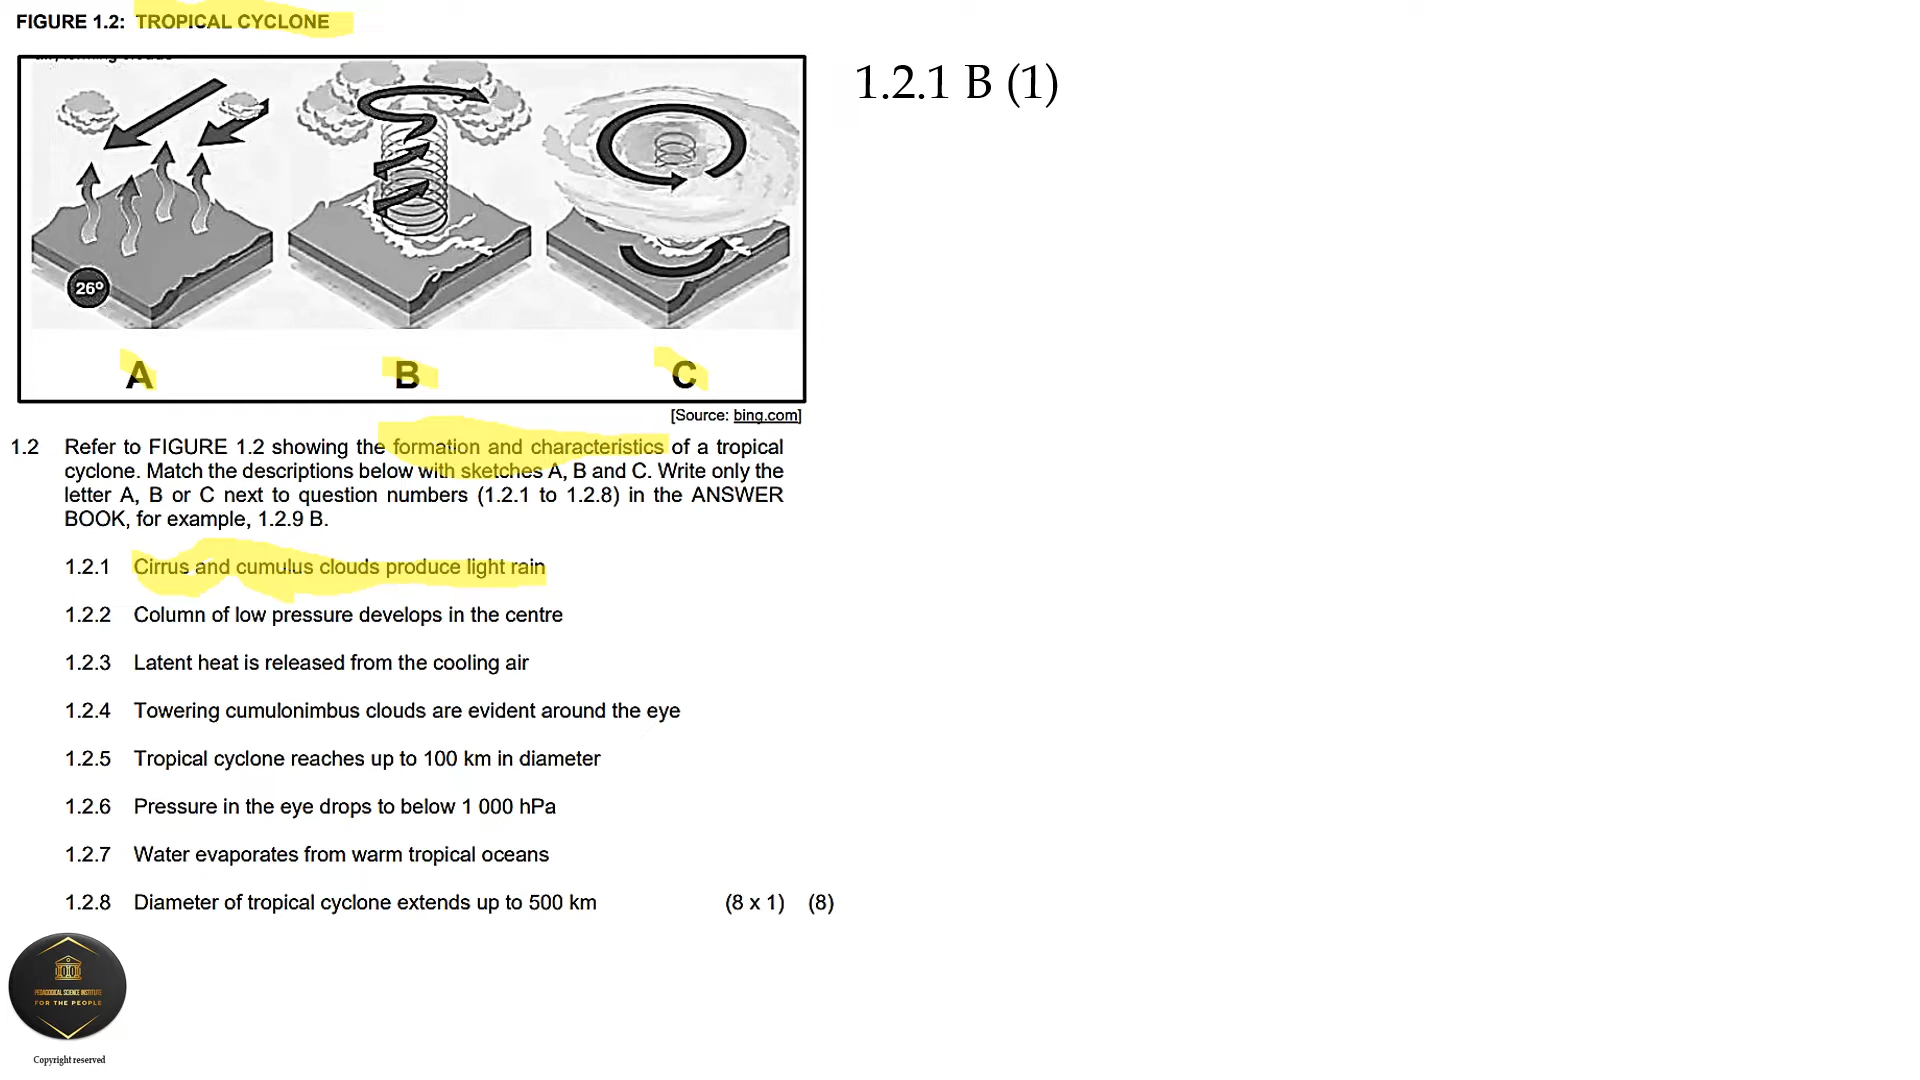 FIGURE 1.2: TROPICAL CYCLONE
1.2.1 B (1)
26º
A
B
C
[Source: bing.com]
1.2 Refer to FIGURE 1.2 showing the formation and characteristics of a tropical
cyclone. Match the descriptions below with sketches A, B and C. Write only the
letter A, B or C next to question numbers (1.2.1 to 1.2.8) in the ANSWER
BOOK, for example, 1.2.9 B.
1.2.1 Cirrus and cumulus clouds produce light rain
1.2.2 Column of low pressure develops in the centre
1.2.3 Latent heat is released from the cooling air
1.2.4 Towering cumulonimbus clouds are evident around the eye
1.2.5 Tropical cyclone reaches up to 100 km in diameter
1.2.6 Pressure in the eye drops to below 1 000 hPa
1.2.7 Water evaporates from warm tropical oceans
1.2.8 Diameter of tropical cyclone extends up to 500 km (8 x 1) (8)
PEDAGOGICAL SCIENCE INSTITUTE
FOR THE PEOPLE
Copyright reserved